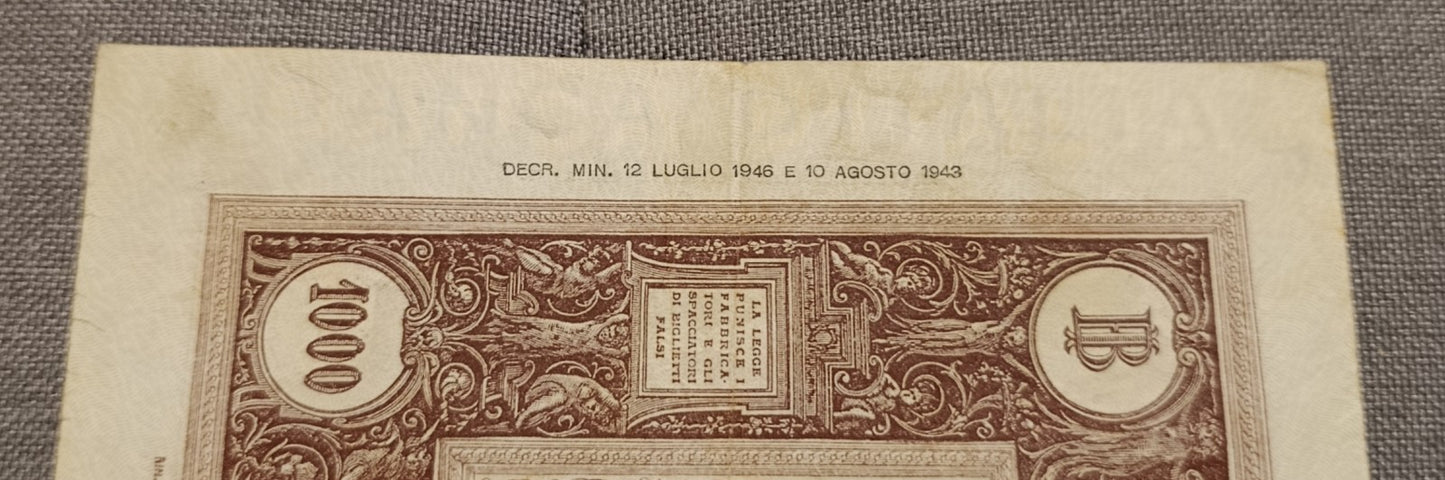 DECR. MIN. 12 LUGLIO 1946 E 10 AGOSTO 1943
1000
LA LEGGE
PUNISCE I
FABBRICA-
TORI E GLI
SPACCIATORI
DI BIGLIETTI
FALSI
B